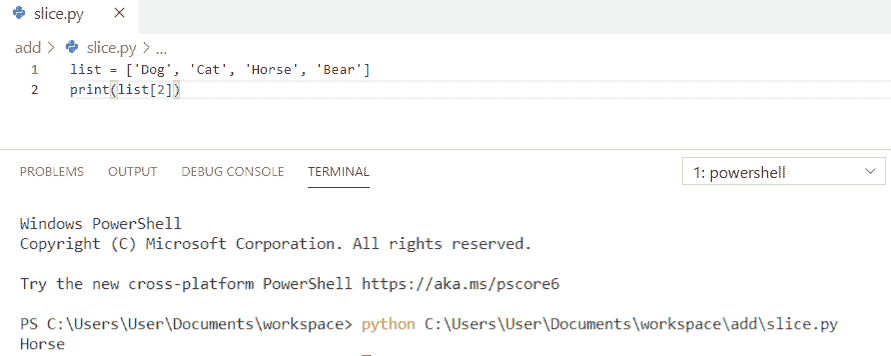 slice.py
add > slice.py > ...
1 list = ['Dog', 'Cat', 'Horse', 'Bear']
2 print(list[2])
PROBLEMS OUTPUT DEBUG CONSOLE TERMINAL 1: powershell
Windows PowerShell
Copyright (C) Microsoft Corporation. All rights reserved.
Try the new cross-platform PowerShell https://aka.ms/pscore6
PS C:\Users\User\Documents\workspace> python C:\Users\User\Documents\workspace\add\slice.py
Horse